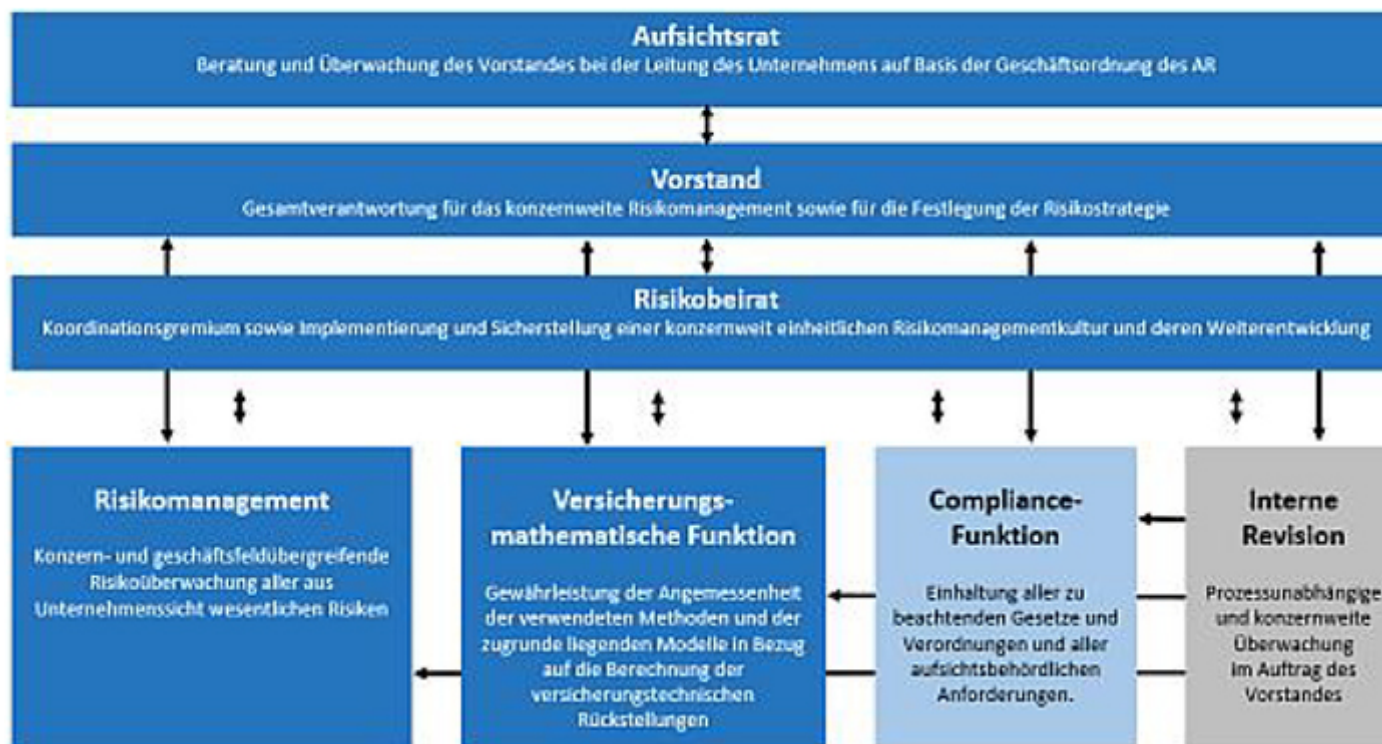 Aufsichtsrat
Beratung und Überwachung des Vorstandes bei der Leitung des Unternehmens auf Basis der Geschäftsordnung des AR
Vorstand
Gesamtverantwortung für das konzernweite Risikomanagement sowie für die Festlegung der Risikostrategie
Risikobeirat
Koordinationsgremium sowie Implementierung und Sicherstellung einer konzernweit einheitlichen Risikomanagementkultur und deren Weiterentwicklung
Risikomanagement
Konzern- und geschäftsfeldübergreifende
Risikoüberwachung aller aus
Unternehmenssicht wesentlichen Risiken
Versicherungs-
mathematische Funktion
Gewährleistung der Angemessenheit
der verwendeten Methoden und der
zugrunde liegenden Modelle in Bezug
auf die Berechnung der
versicherungstechnischen
Rückstellungen
Compliance-
Funktion
Einhaltung aller zu
beachtenden Gesetze und
Verordnungen und aller
aufsichtsbehördlichen
Anforderungen.
Interne
Revision
Prozessunabhängige
und konzernweite
Überwachung
im Auftrag des
Vorstandes